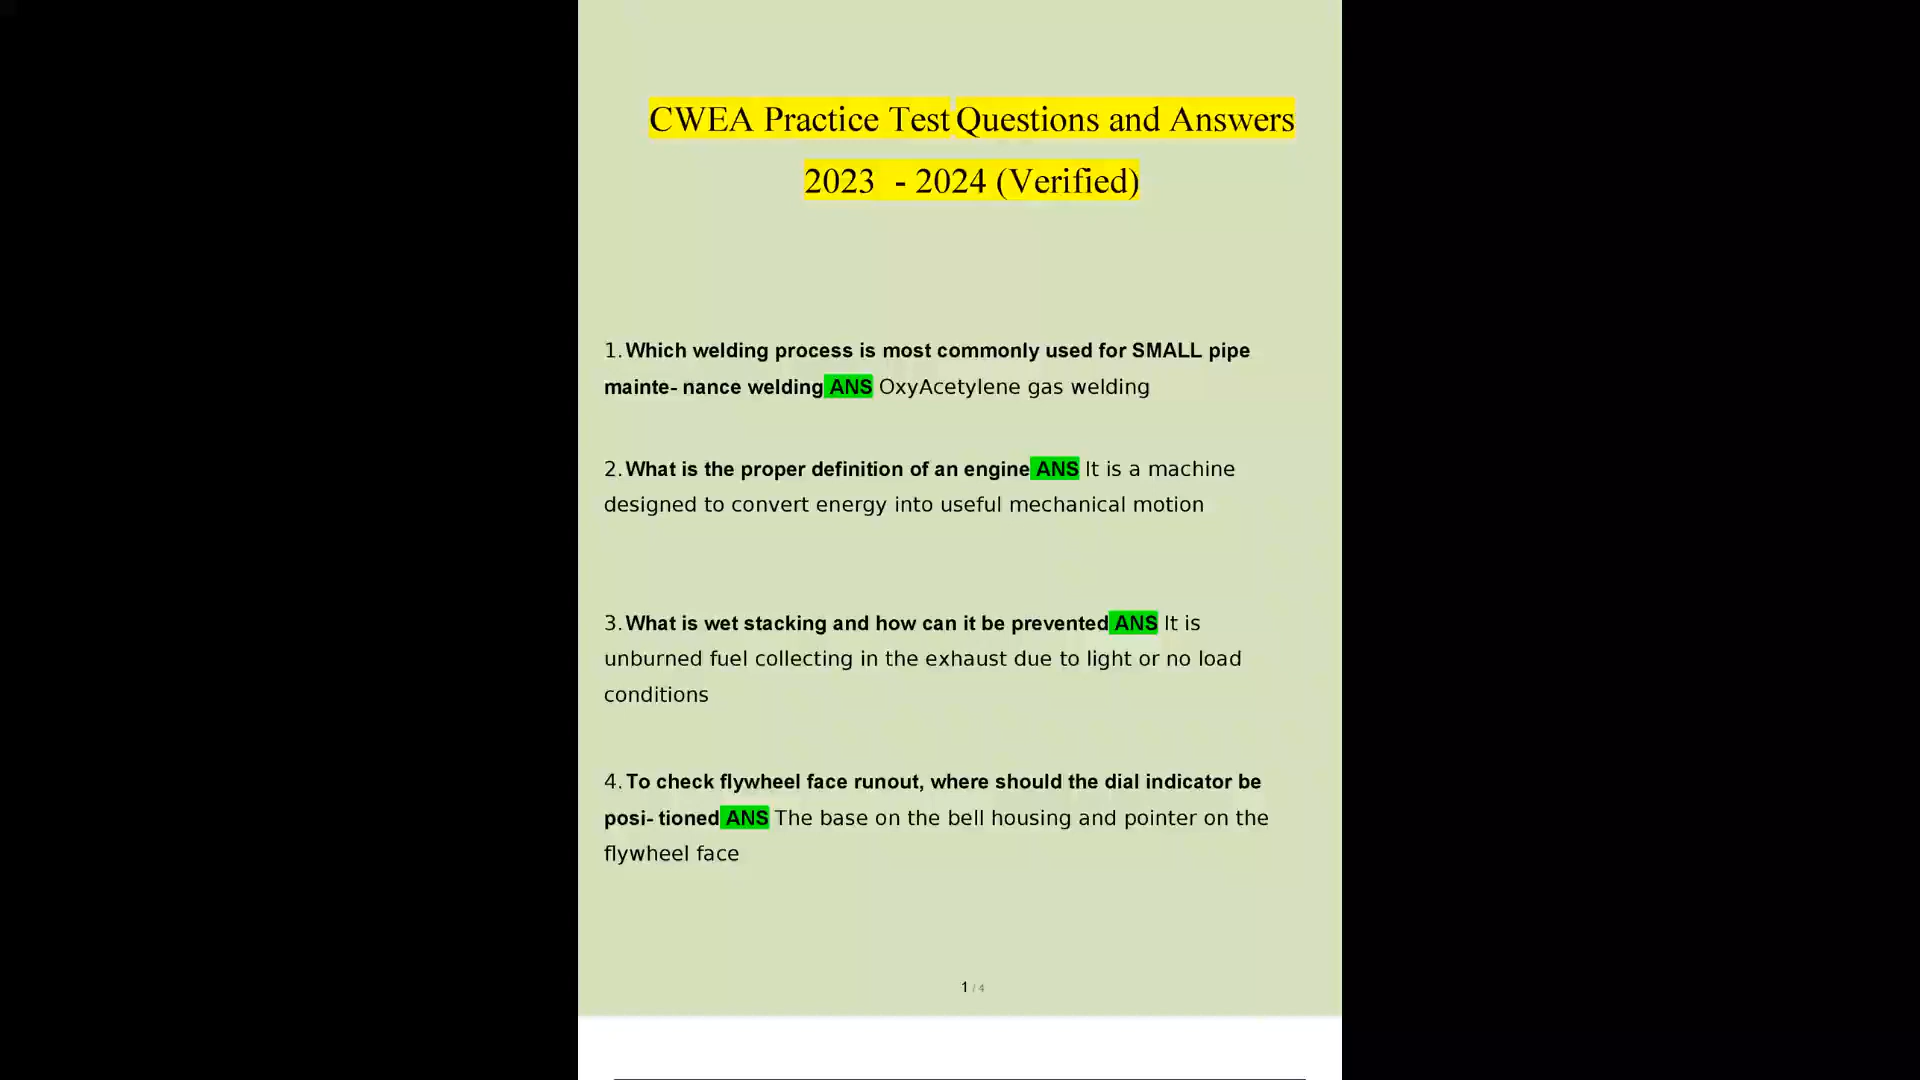 CWEA Practice Test Questions and Answers
2023 - 2024 (Verified)
1. Which welding process is most commonly used for SMALL pipe
mainte- nance welding ANS OxyAcetylene gas welding
2. What is the proper definition of an engine ANS It is a machine
designed to convert energy into useful mechanical motion
3. What is wet stacking and how can it be prevented ANS It is
unburned fuel collecting in the exhaust due to light or no load
conditions
4. To check flywheel face runout, where should the dial indicator be
posi- tioned ANS The base on the bell housing and pointer on the
flywheel face
1 / 4